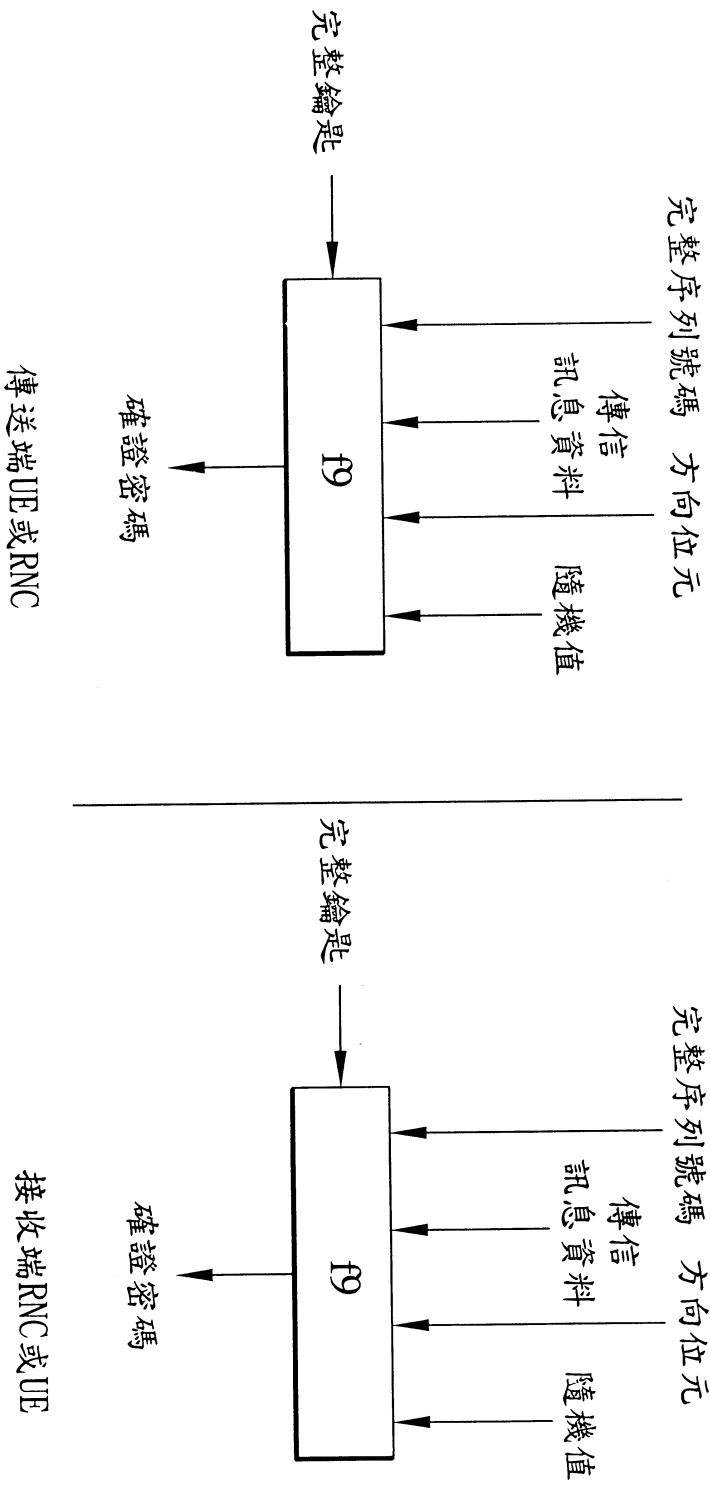 完整序列號碼 方向位元
傳信
訊息資料
隨機值
完整鑰匙
f9
確證密碼
傳送端UE或RNC
完整序列號碼 方向位元
傳信
訊息資料
隨機值
完整鑰匙
f9
確證密碼
接收端RNC或UE